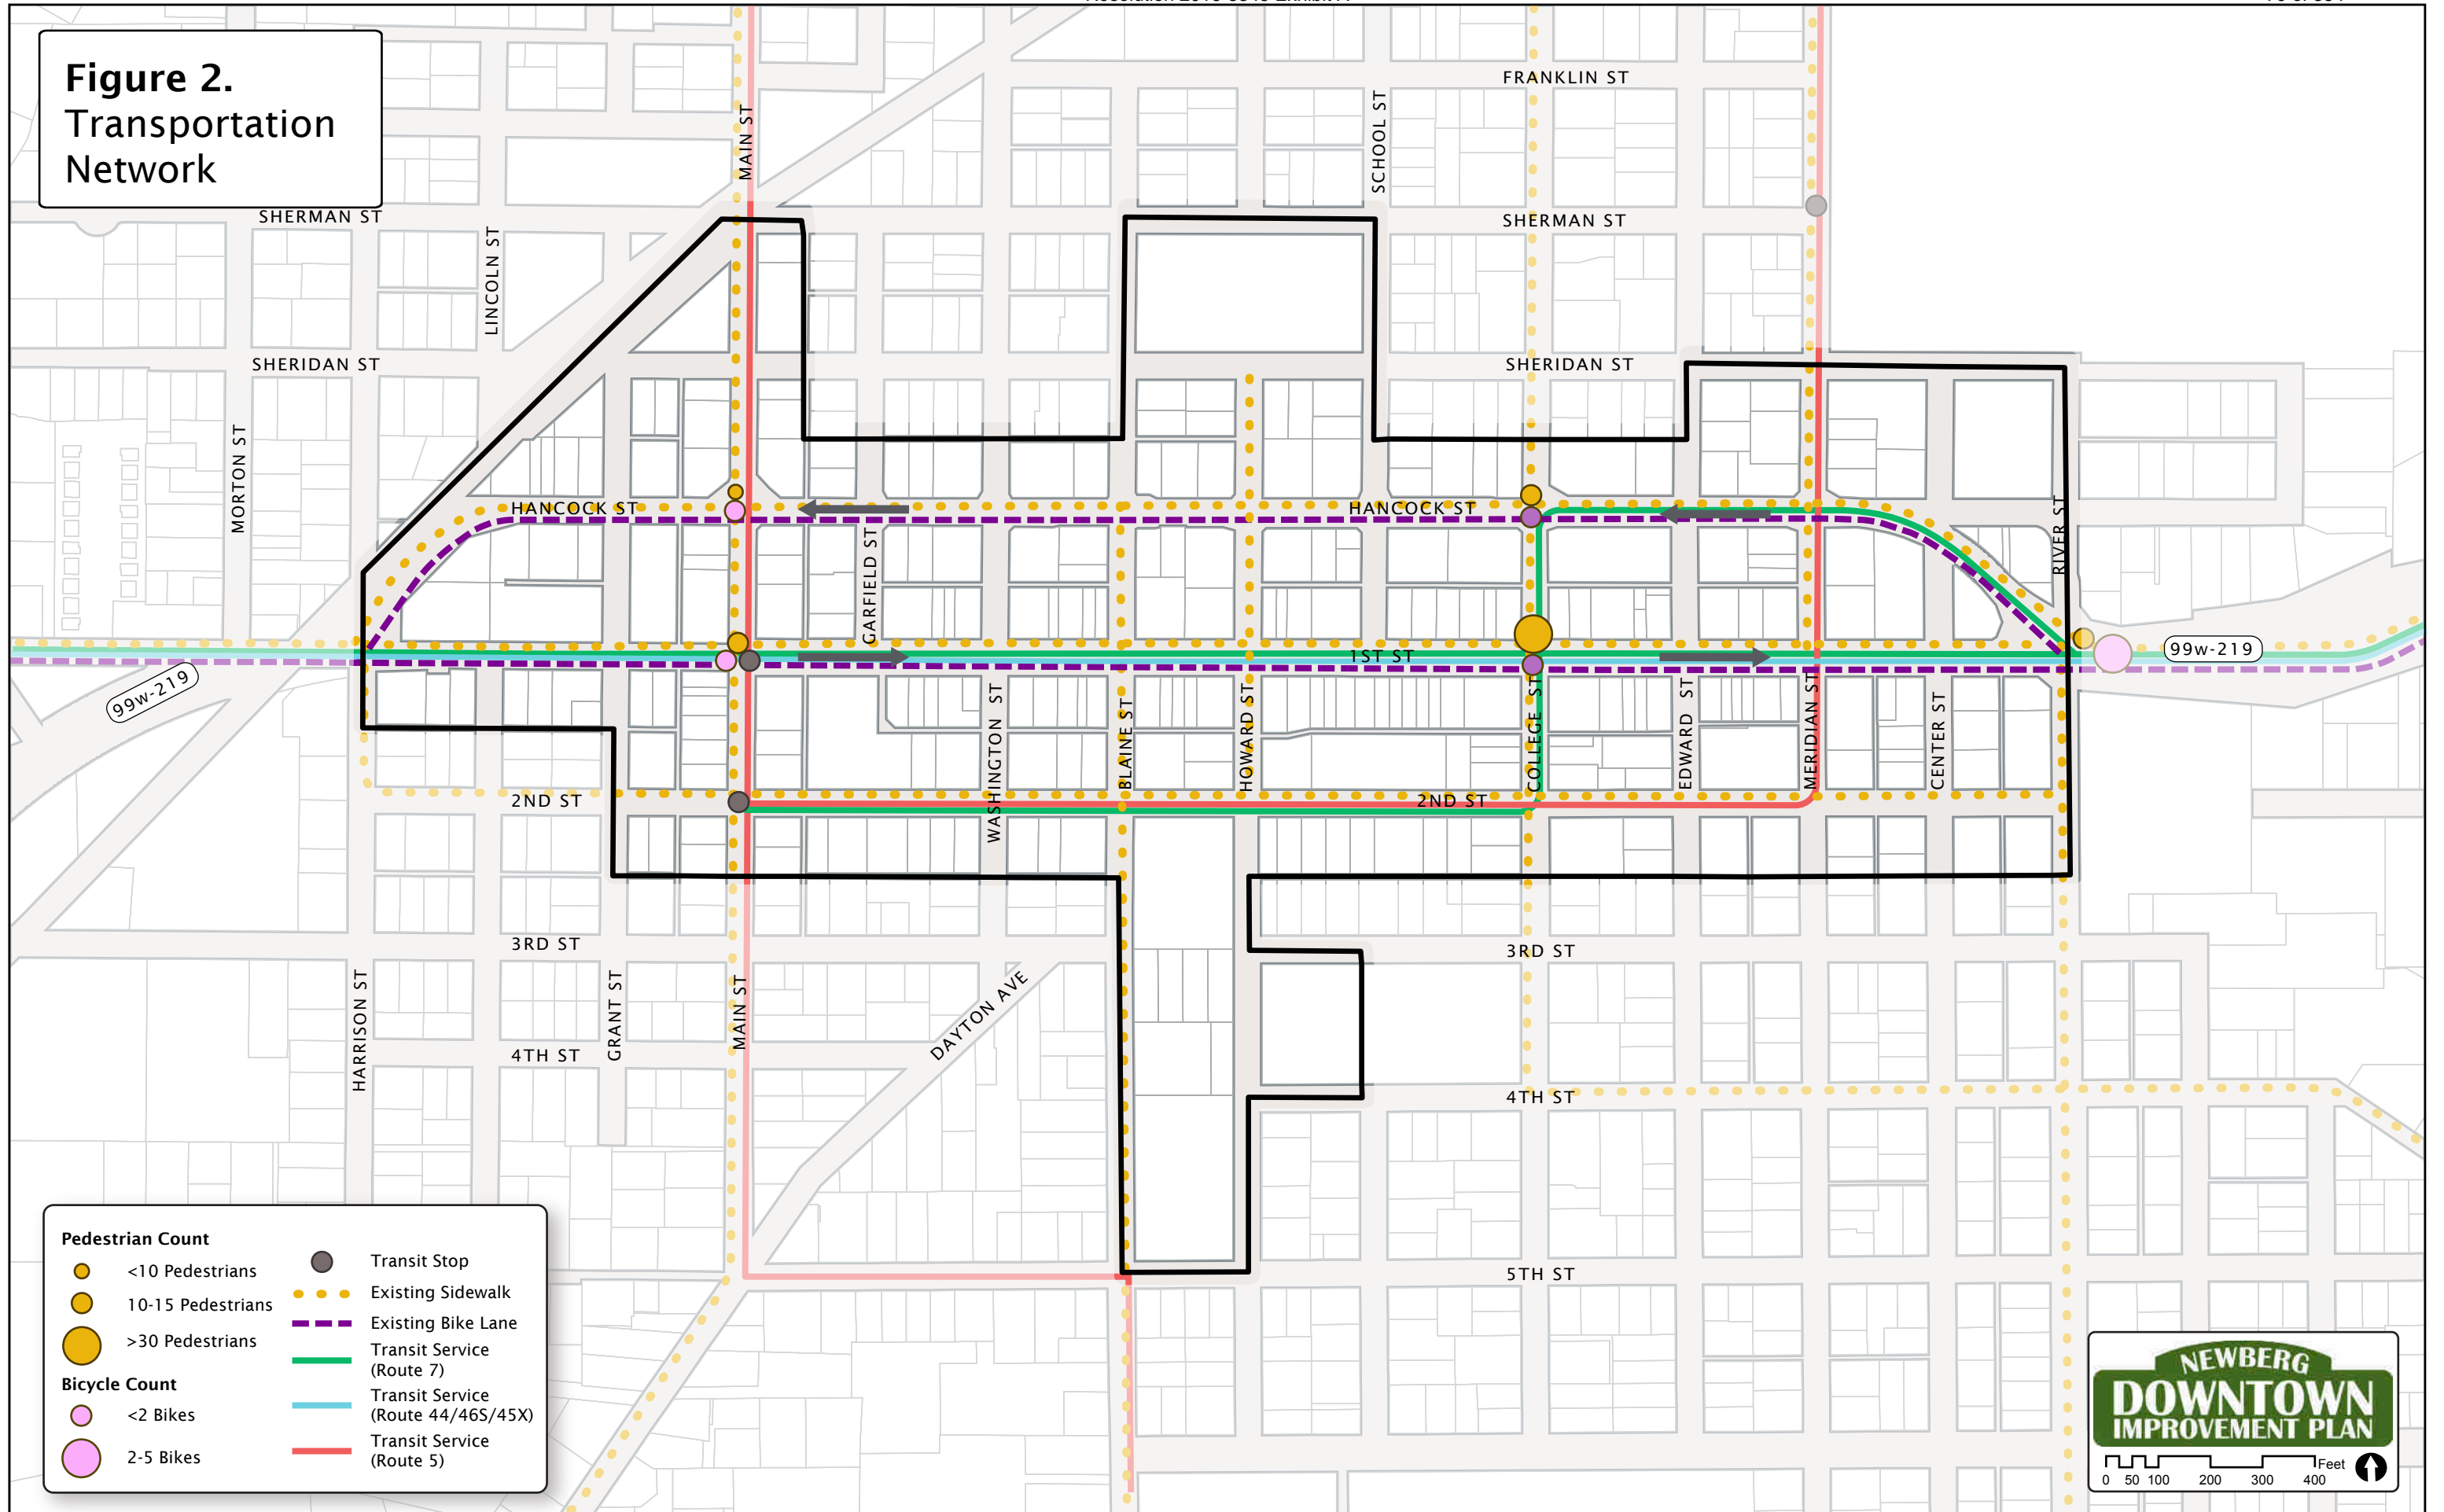 Figure 2.
Transportation
Network
FRANKLIN ST
MAIN ST
SCHOOL ST
SHERMAN ST
SHERMAN ST
LINCOLN ST
SHERIDAN ST
SHERIDAN ST
MORTON ST
HANCOCK ST
HANCOCK ST
RIVER ST
GARFIELD ST
1ST ST
99w-219
99w-219
WASHINGTON ST
BLAINE ST
HOWARD ST
COLLEGE ST
EDWARD ST
MERIDIAN ST
CENTER ST
2ND ST
2ND ST
3RD ST
3RD ST
HARRISON ST
GRANT ST
MAIN ST
DAYTON AVE
4TH ST
4TH ST
5TH ST
Pedestrian Count
<10 Pedestrians
10-15 Pedestrians
>30 Pedestrians
Bicycle Count
<2 Bikes
2-5 Bikes
Transit Stop
Existing Sidewalk
Existing Bike Lane
Transit Service
(Route 7)
Transit Service
(Route 44/46S/45X)
Transit Service
(Route 5)
NEWBERG
DOWNTOWN
IMPROVEMENT PLAN
Feet
0 50 100 200 300 400